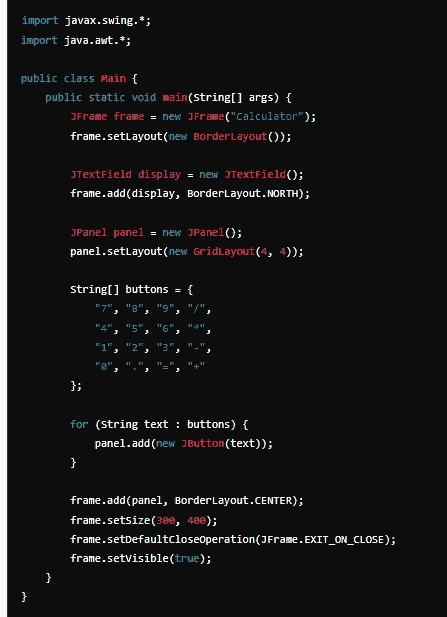 import javax.swing.*;
import java.awt.*;

public class Main {
    public static void main(String[] args) {
        JFrame frame = new JFrame("Calculator");
        frame.setLayout(new BorderLayout());

        JTextField display = new JTextField();
        frame.add(display, BorderLayout.NORTH);

        JPanel panel = new JPanel();
        panel.setLayout(new GridLayout(4, 4));

        String[] buttons = {
            "7", "8", "9", "/",
            "4", "5", "6", "*",
            "1", "2", "3", "-",
            "0", ".", "=", "+"
        };

        for (String text : buttons) {
            panel.add(new JButton(text));
        }

        frame.add(panel, BorderLayout.CENTER);
        frame.setSize(300, 400);
        frame.setDefaultCloseOperation(JFrame.EXIT_ON_CLOSE);
        frame.setVisible(true);
    }
}